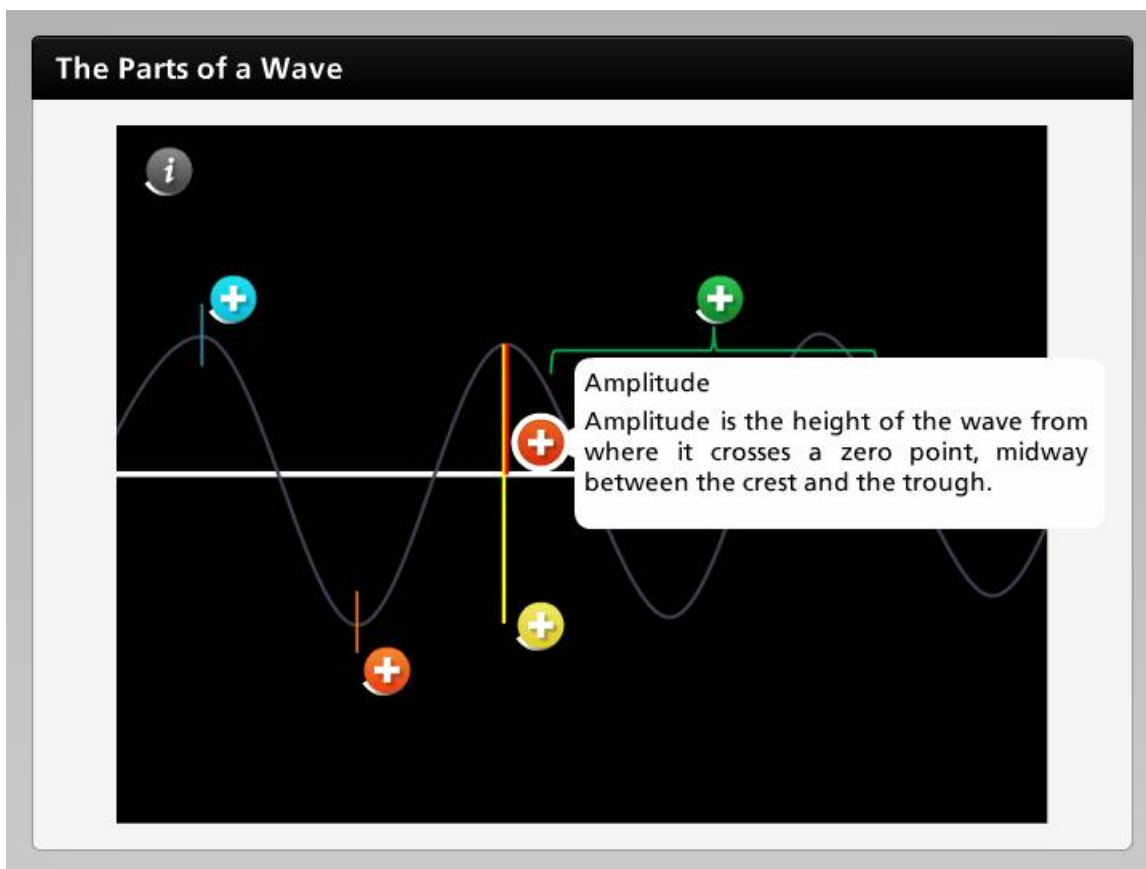 The Parts of a Wave
i
Amplitude
Amplitude is the height of the wave from
where it crosses a zero point, midway
between the crest and the trough.